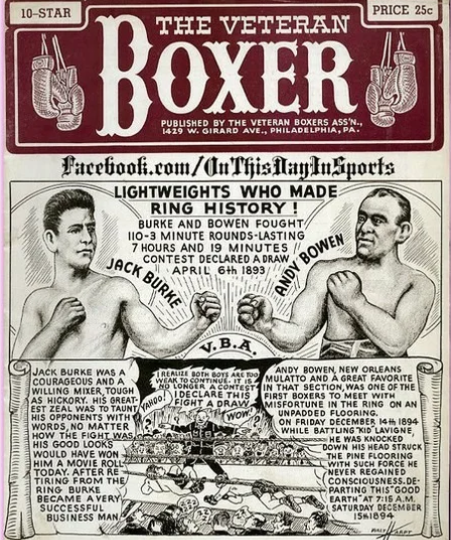 10-STAR
PRICE 25c
THE VETERAN
BOXER
PUBLISHED BY THE VETERAN BOXERS ASS'N.,
1429 W. GIRARD AVE., PHILADELPHIA, PA.
Facebook.com/OnThisDayInSports
LIGHTWEIGHTS WHO MADE
RING HISTORY!
BURKE AND BOWEN FOUGHT
110-3 MINUTE ROUNDS-LASTING
7 HOURS AND 19 MINUTES
CONTEST DECLARED A DRAW
APRIL 6th 1893
JACK BURKE
ANDY BOWEN
V.B.A.
JACK BURKE WAS A
COURAGEOUS AND A
WILLING MIXER, TOUGH
AS HICKORY. HIS GREAT-
EST ZEAL WAS TO TAUNT
HIS OPPONENTS WITH
WORDS, NO MATTER
HOW THE FIGHT WAS.
HIS GOOD LOOKS
WOULD HAVE WON
HIM A MOVIE ROLL
TODAY. AFTER RE
TIRING FROM THE
RING BURKE
BECAME A VERY
SUCCESSFUL
BUSINESS MAN
I REALIZE BOTH BOYS ARE TOO
WEAK TO CONTINUE. IT IS
NO LONGER A CONTEST
I DECLARE THIS
FIGHT A DRAW
YAHOO!
WOW!
ANDY BOWEN, NEW ORLEANS
MULATTO AND A GREAT FAVORITE
IN THAT SECTION, WAS ONE OF THE
FIRST BOXERS TO MEET WITH
MISFORTUNE IN THE RING ON AN
UNPADDED FLOORING.
ON FRIDAY DECEMBER 14th 1894
WHILE BATTLING "KID" LAVIGNE,
HE WAS KNOCKED
DOWN HIS HEAD STRUCK
THE PINE FLOORING
WITH SUCH FORCE HE
NEVER REGAINED
CONSCIOUSNESS. DE-
PARTING THIS "GOOD
EARTH" AT 7:15 A.M.
SATURDAY DECEMBER
15th 1894